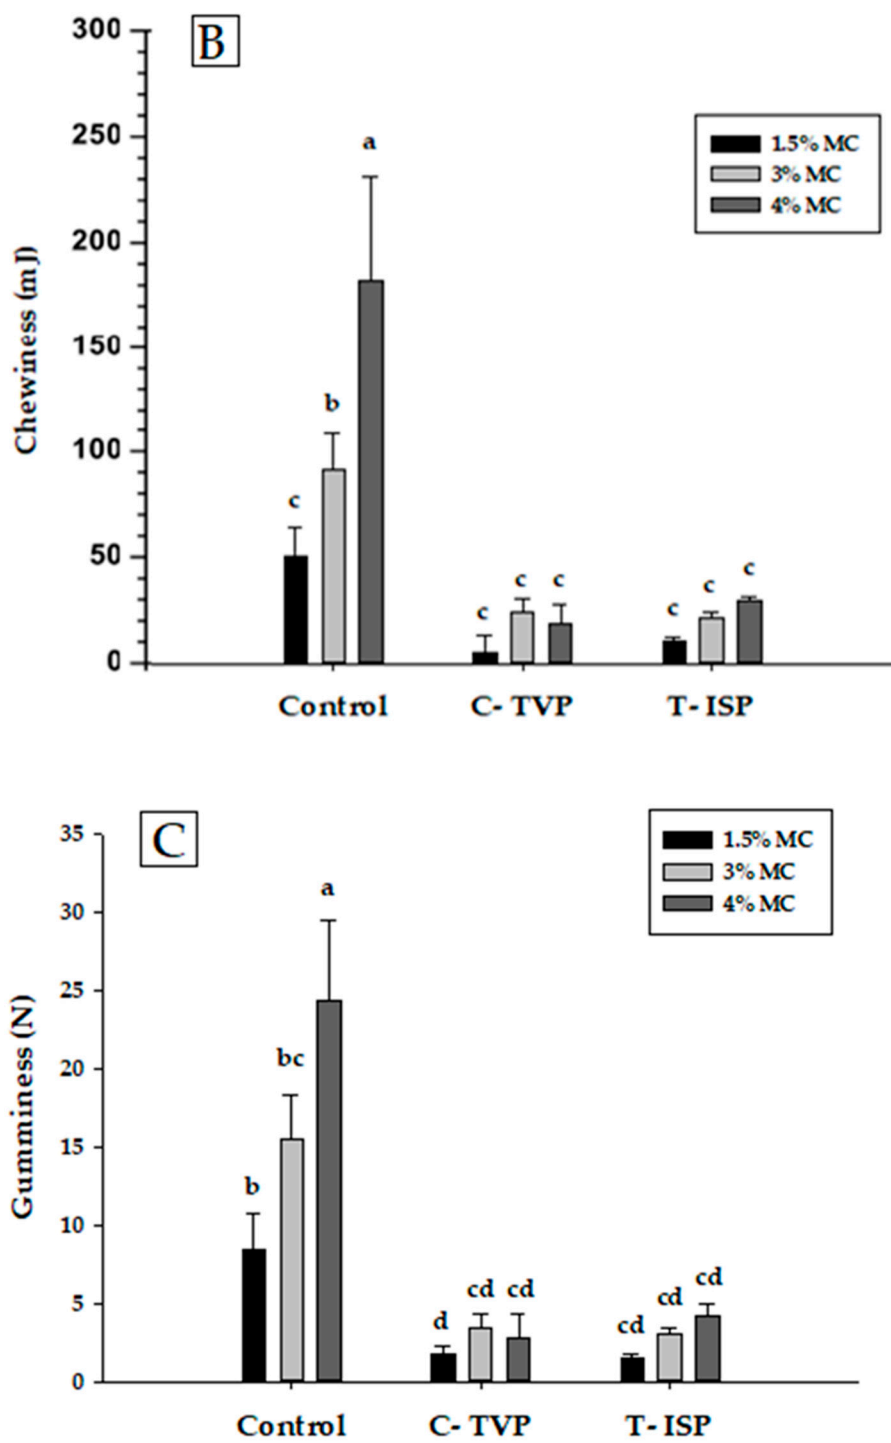 B
300
250
200
150
100
50
0
Chewiness (mJ)
1.5% MC
3% MC
4% MC
c
b
a
c
c
c
c
c
c
Control
C- TVP
T- ISP
C
35
30
25
20
15
10
5
0
Gumminess (N)
1.5% MC
3% MC
4% MC
b
bc
a
d
cd
cd
cd
cd
cd
Control
C- TVP
T- ISP